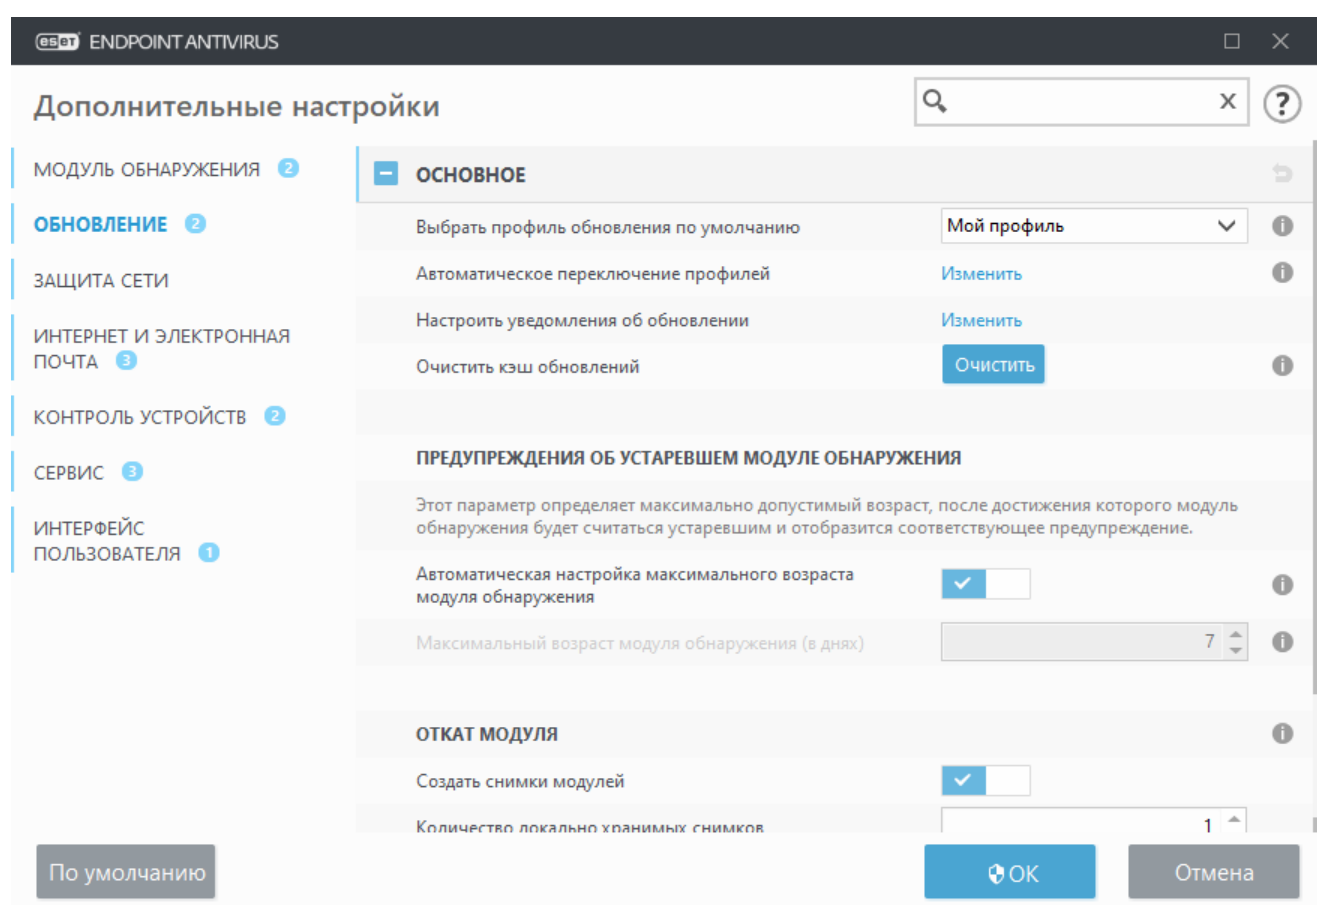 eset ENDPOINT ANTIVIRUS
Дополнительные настройки
x
?
МОДУЛЬ ОБНАРУЖЕНИЯ 2
ОБНОВЛЕНИЕ 2
ЗАЩИТА СЕТИ
ИНТЕРНЕТ И ЭЛЕКТРОННАЯ
ПОЧТА 3
КОНТРОЛЬ УСТРОЙСТВ 2
СЕРВИС 3
ИНТЕРФЕЙС
ПОЛЬЗОВАТЕЛЯ 1
ОСНОВНОЕ
Выбрать профиль обновления по умолчанию Мой профиль
Автоматическое переключение профилей Изменить
Настроить уведомления об обновлении Изменить
Очистить кэш обновлений Очистить
ПРЕДУПРЕЖДЕНИЯ ОБ УСТАРЕВШЕМ МОДУЛЕ ОБНАРУЖЕНИЯ
Этот параметр определяет максимально допустимый возраст, после достижения которого модуль
обнаружения будет считаться устаревшим и отобразится соответствующее предупреждение.
Автоматическая настройка максимального возраста
модуля обнаружения
Максимальный возраст модуля обнаружения (в днях) 7
ОТКАТ МОДУЛЯ
Создать снимки модулей
Количество локально хранимых снимков 1
По умолчанию
OK
Отмена